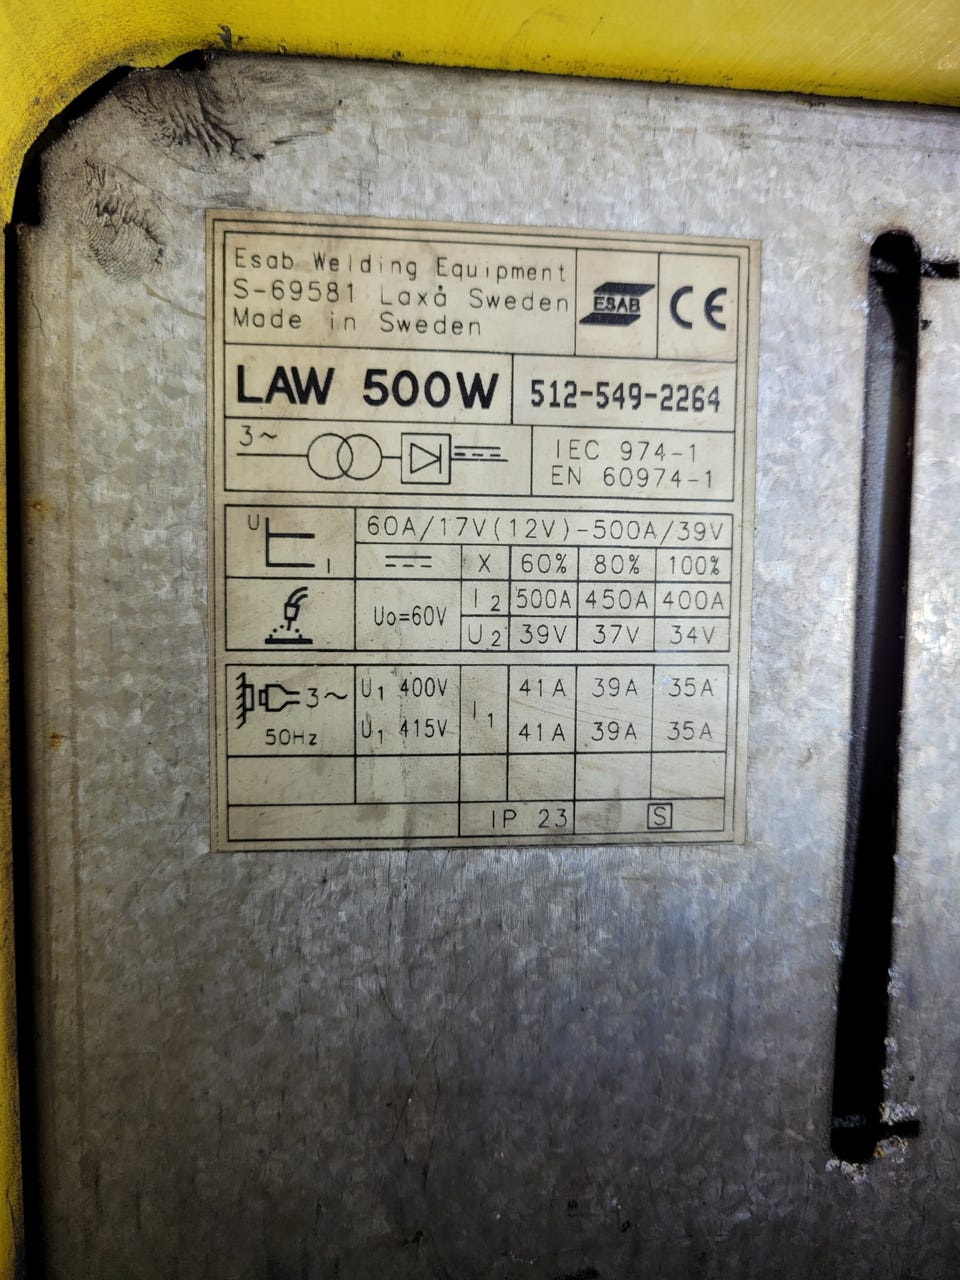 Esab Welding Equipment
S-69581 Laxå Sweden
Made in Sweden
ESAB
CE
LAW 500W 512-549-2264
3~
IEC 974-1
EN 60974-1
U
I
60A/17V(12V)-500A/39V
X 60% 80% 100%
U₀=60V
I₂ 500A 450A 400A
U₂ 39V 37V 34V
3~
50Hz
U₁ 400V I₁ 41A 39A 35A
U₁ 415V 41A 39A 35A
IP 23 S